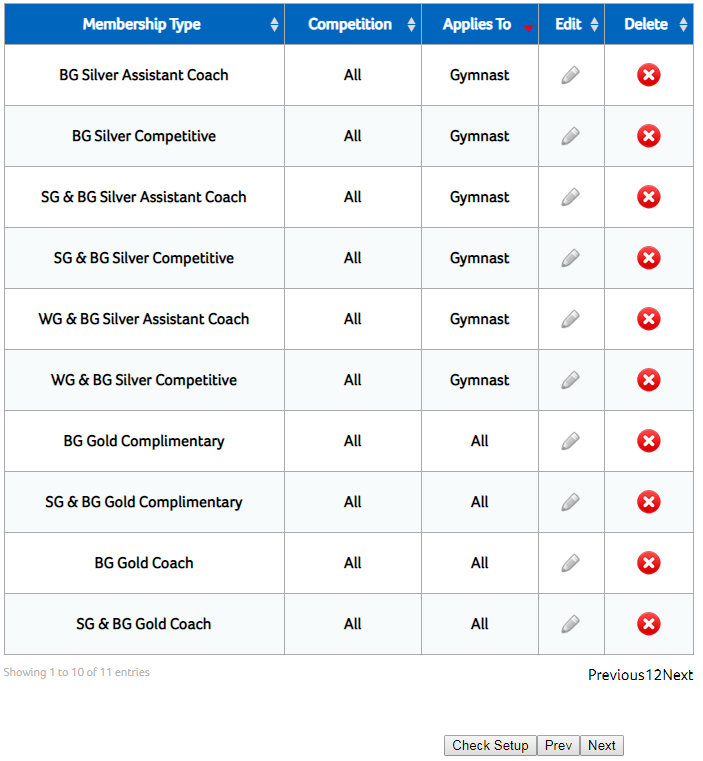 Membership Type Competition Applies To Edit Delete
BG Silver Assistant Coach All Gymnast
BG Silver Competitive All Gymnast
SG & BG Silver Assistant Coach All Gymnast
SG & BG Silver Competitive All Gymnast
WG & BG Silver Assistant Coach All Gymnast
WG & BG Silver Competitive All Gymnast
BG Gold Complimentary All All
SG & BG Gold Complimentary All All
BG Gold Coach All All
SG & BG Gold Coach All All
Showing 1 to 10 of 11 entries Previous12Next
Check Setup Prev Next